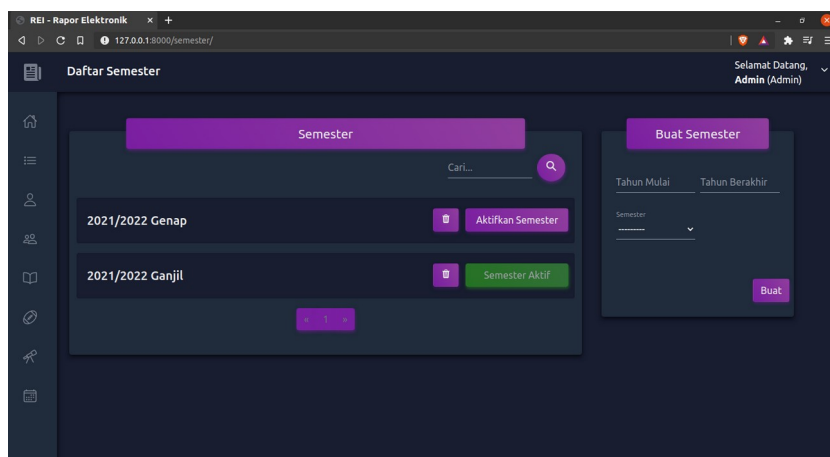 REI - Rapor Elektronik
127.0.0.1:8000/semester/
Daftar Semester
Selamat Datang,
Admin (Admin)
Semester
Cari...
2021/2022 Genap
Aktifkan Semester
2021/2022 Ganjil
Semester Aktif
« 1 »
Buat Semester
Tahun Mulai Tahun Berakhir
Semester
---------
Buat